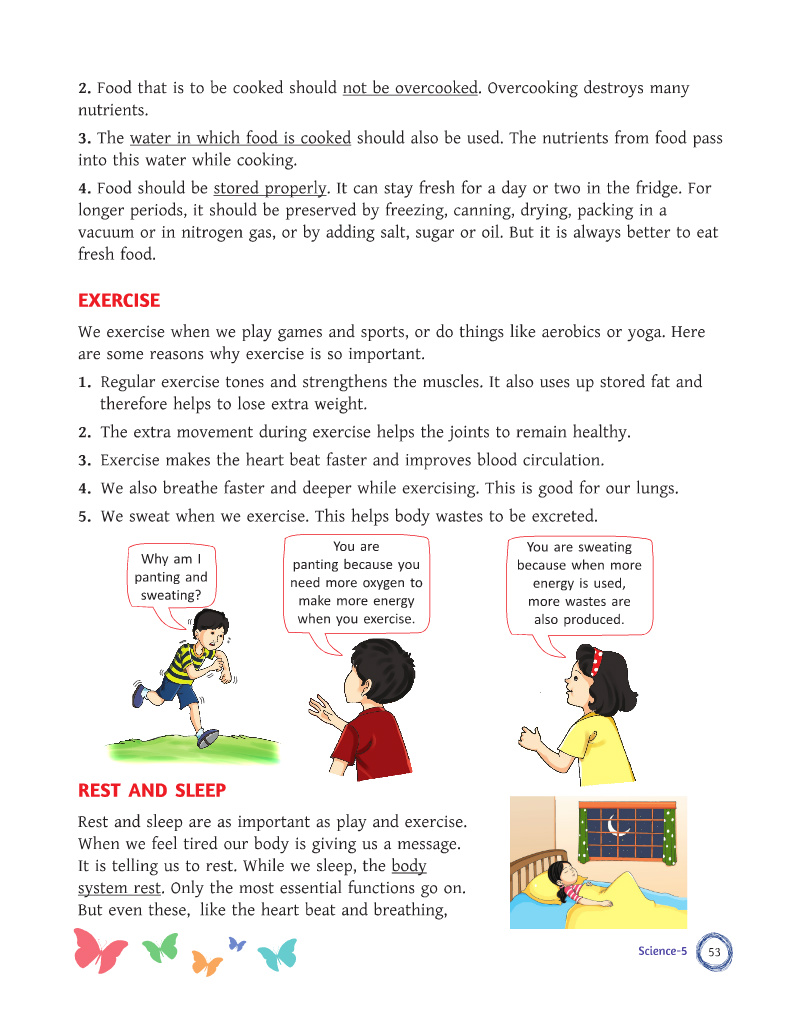 2. Food that is to be cooked should not be overcooked. Overcooking destroys many
nutrients.
3. The water in which food is cooked should also be used. The nutrients from food pass
into this water while cooking.
4. Food should be stored properly. It can stay fresh for a day or two in the fridge. For
longer periods, it should be preserved by freezing, canning, drying, packing in a
vacuum or in nitrogen gas, or by adding salt, sugar or oil. But it is always better to eat
fresh food.
EXERCISE
We exercise when we play games and sports, or do things like aerobics or yoga. Here
are some reasons why exercise is so important.
1. Regular exercise tones and strengthens the muscles. It also uses up stored fat and
therefore helps to lose extra weight.
2. The extra movement during exercise helps the joints to remain healthy.
3. Exercise makes the heart beat faster and improves blood circulation.
4. We also breathe faster and deeper while exercising. This is good for our lungs.
5. We sweat when we exercise. This helps body wastes to be excreted.
Why am I
panting and
sweating?
You are
panting because you
need more oxygen to
make more energy
when you exercise.
You are sweating
because when more
energy is used,
more wastes are
also produced.
REST AND SLEEP
Rest and sleep are as important as play and exercise.
When we feel tired our body is giving us a message.
It is telling us to rest. While we sleep, the body
system rest. Only the most essential functions go on.
But even these, like the heart beat and breathing,
Science-5 53